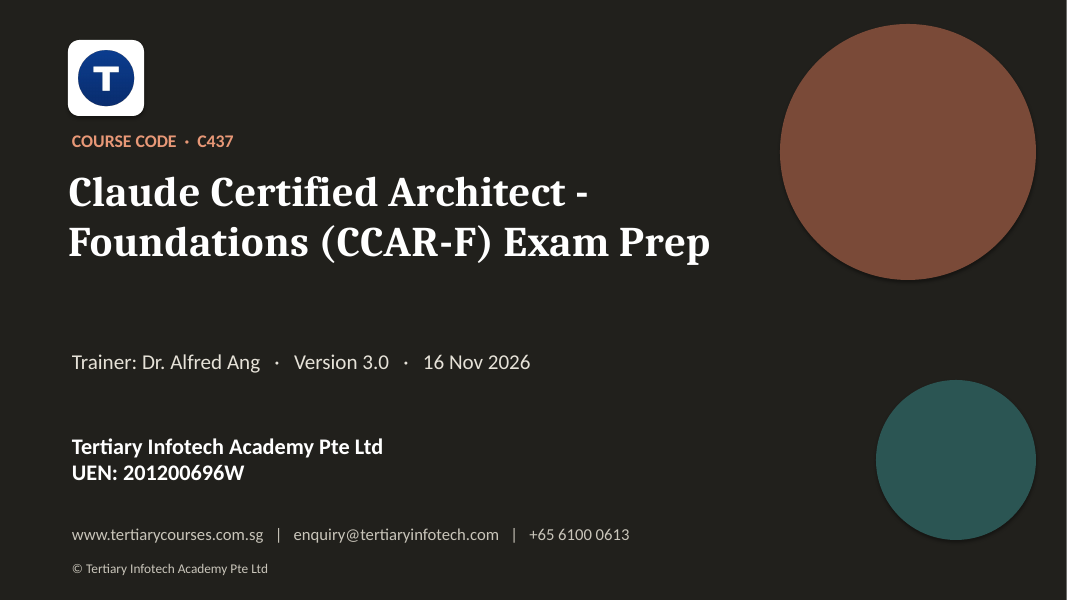 T
COURSE CODE · C437
Claude Certified Architect -
Foundations (CCAR-F) Exam Prep
Trainer: Dr. Alfred Ang · Version 3.0 · 16 Nov 2026
Tertiary Infotech Academy Pte Ltd
UEN: 201200696W
www.tertiarycourses.com.sg | enquiry@tertiaryinfotech.com | +65 6100 0613
© Tertiary Infotech Academy Pte Ltd